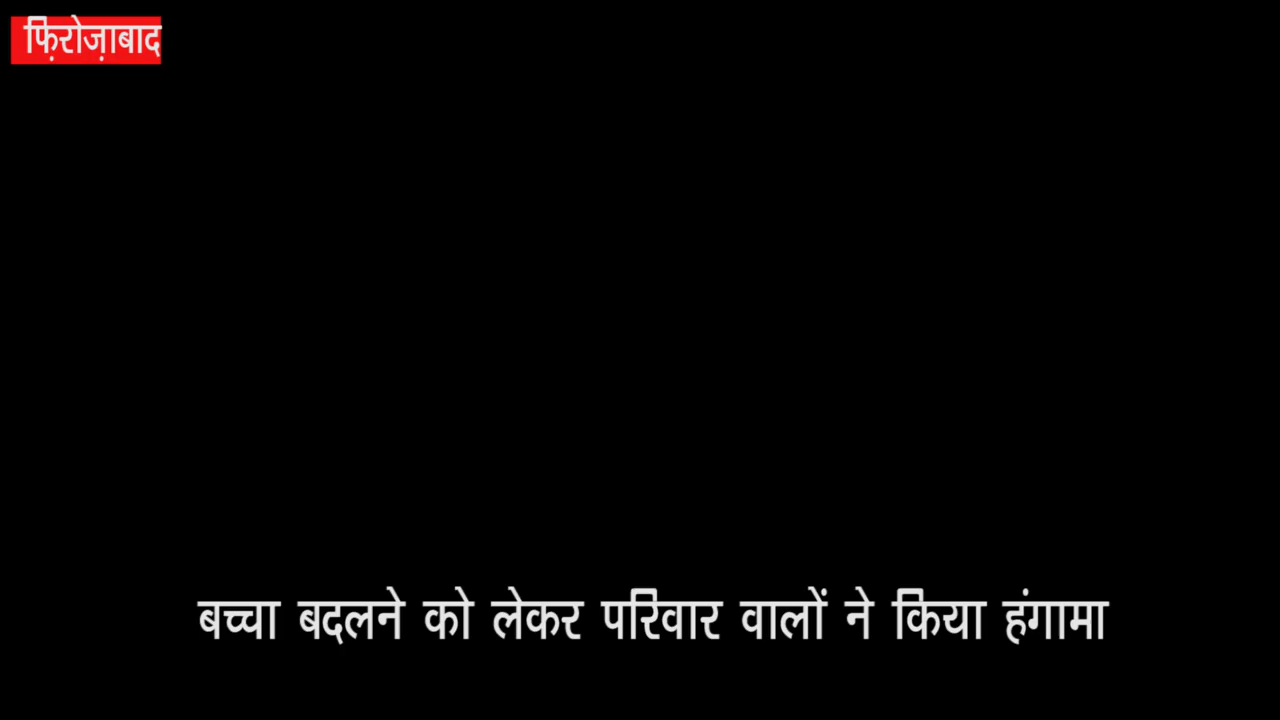 फ़िरोज़ाबाद
बच्चा बदलने को लेकर परिवार वालों ने किया हंगामा